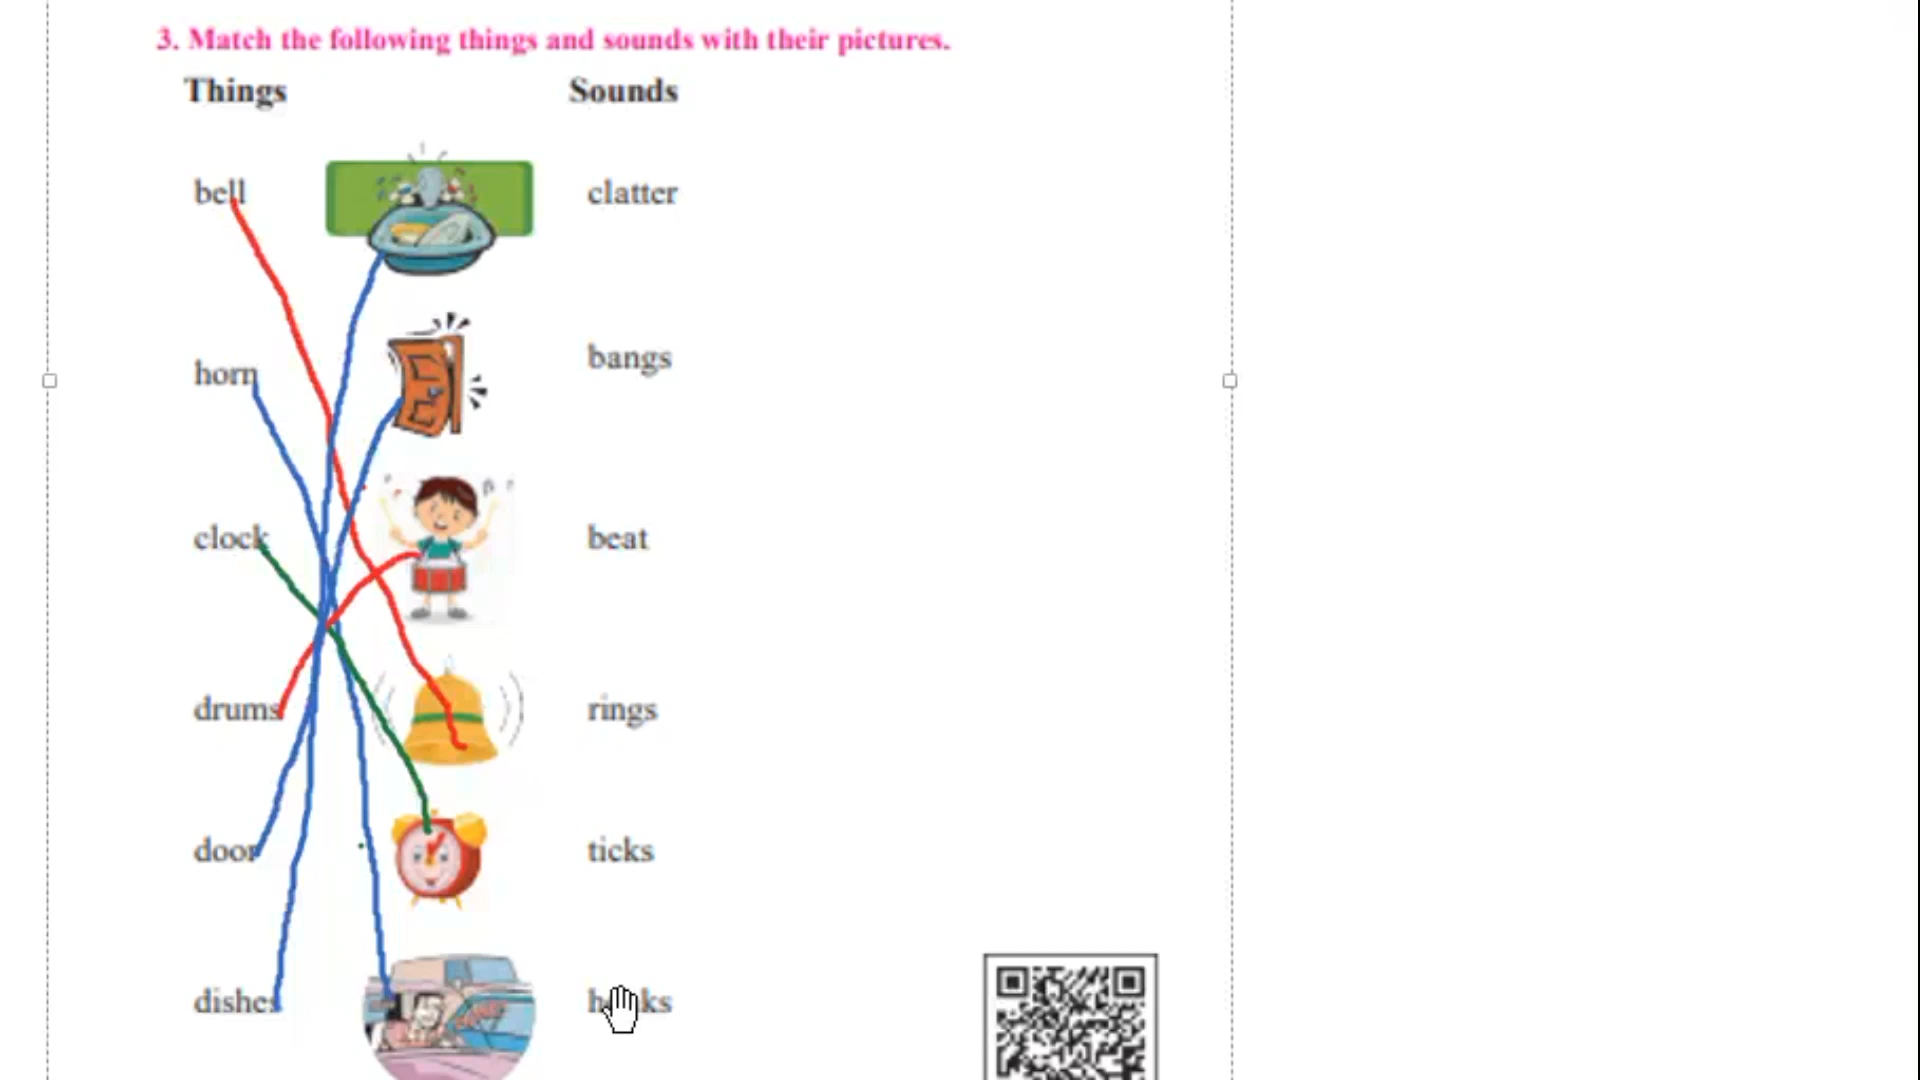 3. Match the following things and sounds with their pictures.
Things Sounds
bell clatter
horn bangs
clock beat
drums rings
door ticks
dishes